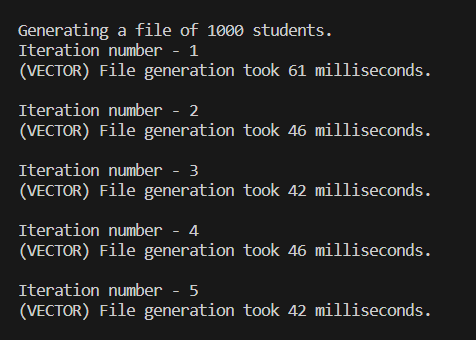 Generating a file of 1000 students.
Iteration number - 1
(VECTOR) File generation took 61 milliseconds.
Iteration number - 2
(VECTOR) File generation took 46 milliseconds.
Iteration number - 3
(VECTOR) File generation took 42 milliseconds.
Iteration number - 4
(VECTOR) File generation took 46 milliseconds.
Iteration number - 5
(VECTOR) File generation took 42 milliseconds.